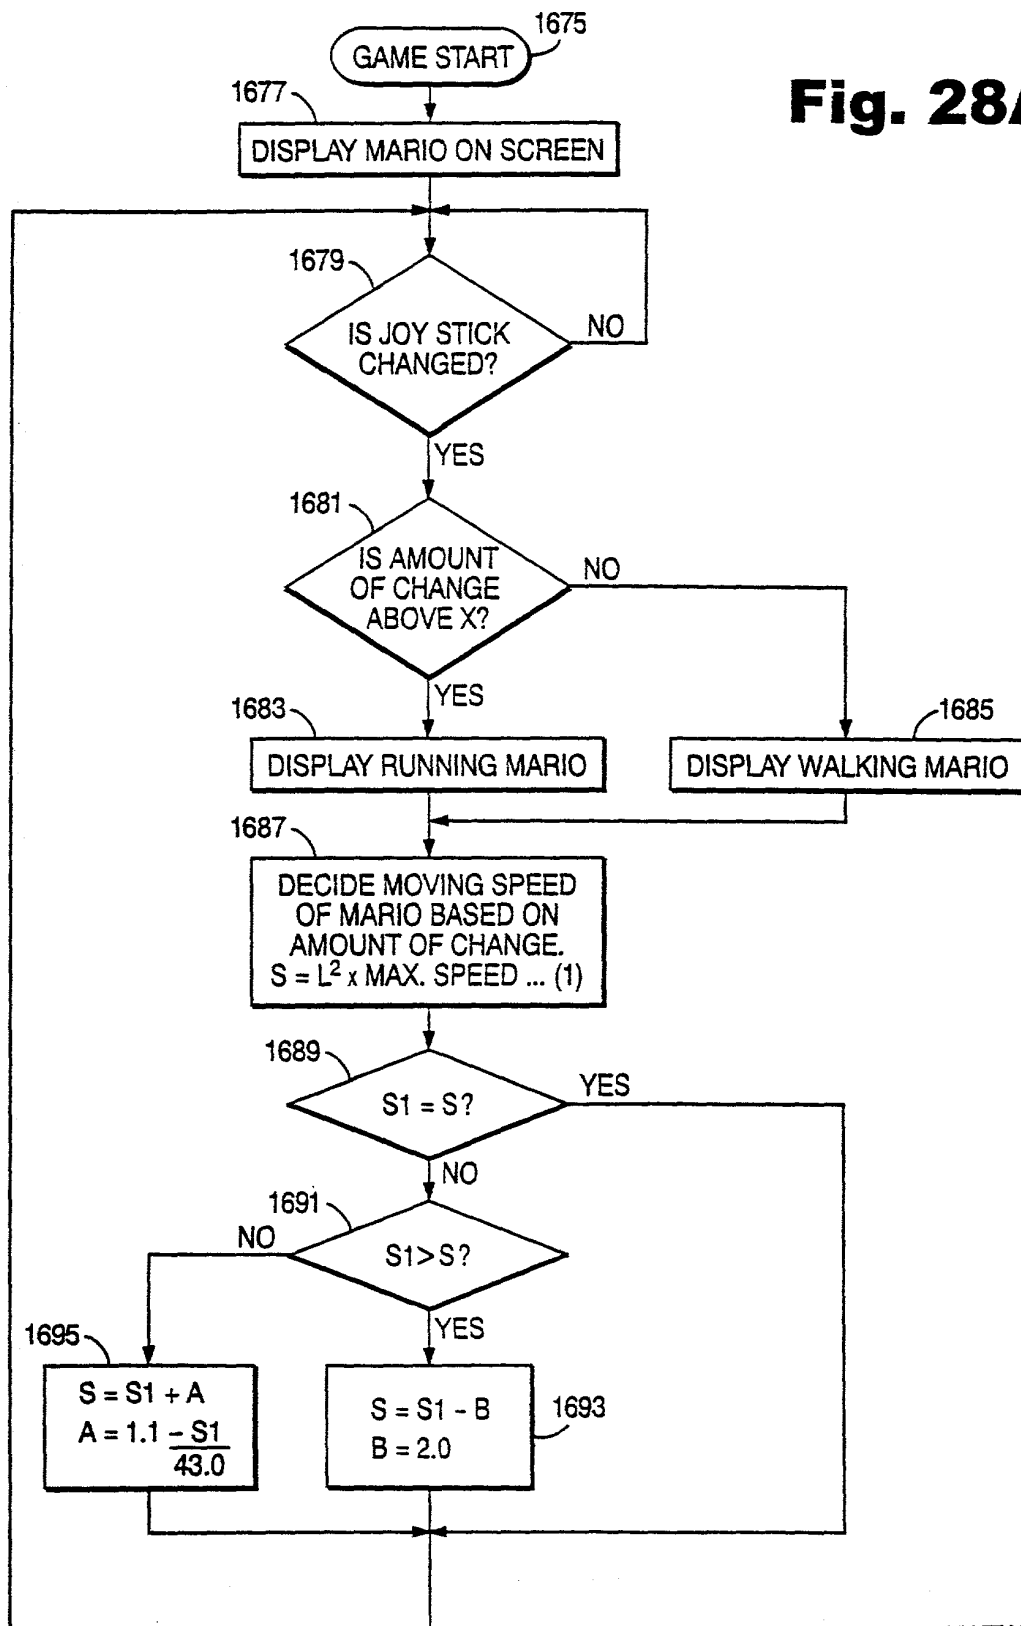 1675
GAME START
Fig. 28A
1677
DISPLAY MARIO ON SCREEN
1679
IS JOY STICK
CHANGED?
NO
YES
1681
IS AMOUNT
OF CHANGE
ABOVE X?
NO
YES
1683
DISPLAY RUNNING MARIO
1685
DISPLAY WALKING MARIO
1687
DECIDE MOVING SPEED
OF MARIO BASED ON
AMOUNT OF CHANGE.
S = L² x MAX. SPEED ... (1)
1689
S1 = S?
YES
NO
1691
S1 > S?
NO
YES
1695
S = S1 + A
A = 1.1 - S1
43.0
1693
S = S1 - B
B = 2.0